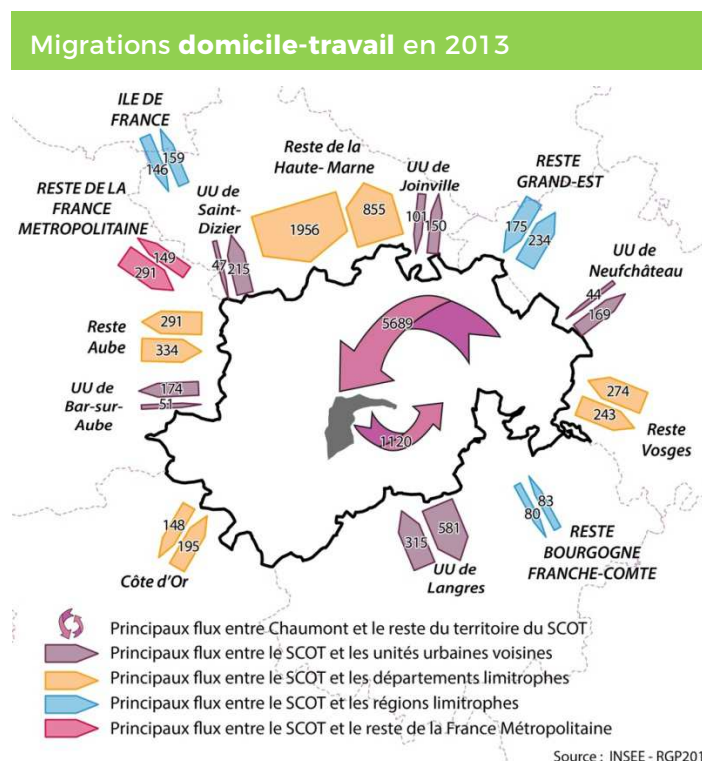 Migrations domicile-travail en 2013
ILE DE
FRANCE
159
146
RESTE DE LA
FRANCE
METROPOLITAINE
149
291
UU de
Saint-
Dizier
47
215
Reste de la
Haute- Marne
1956
855
UU de
Joinville
101
150
RESTE
GRAND-EST
175
234
UU de
Neufchâteau
44
169
5689
Reste
Aube
291
334
UU de
Bar-sur-
Aube
174
51
1120
274
243
Reste
Vosges
148
195
Côte d'Or
315
581
UU de
Langres
83
80
RESTE
BOURGOGNE
FRANCHE-COMTE
Principaux flux entre Chaumont et le reste du territoire du SCOT
Principaux flux entre le SCOT et les unités urbaines voisines
Principaux flux entre le SCOT et les départements limitrophes
Principaux flux entre le SCOT et les régions limitrophes
Principaux flux entre le SCOT et le reste de la France Métropolitaine
Source : INSEE - RGP201